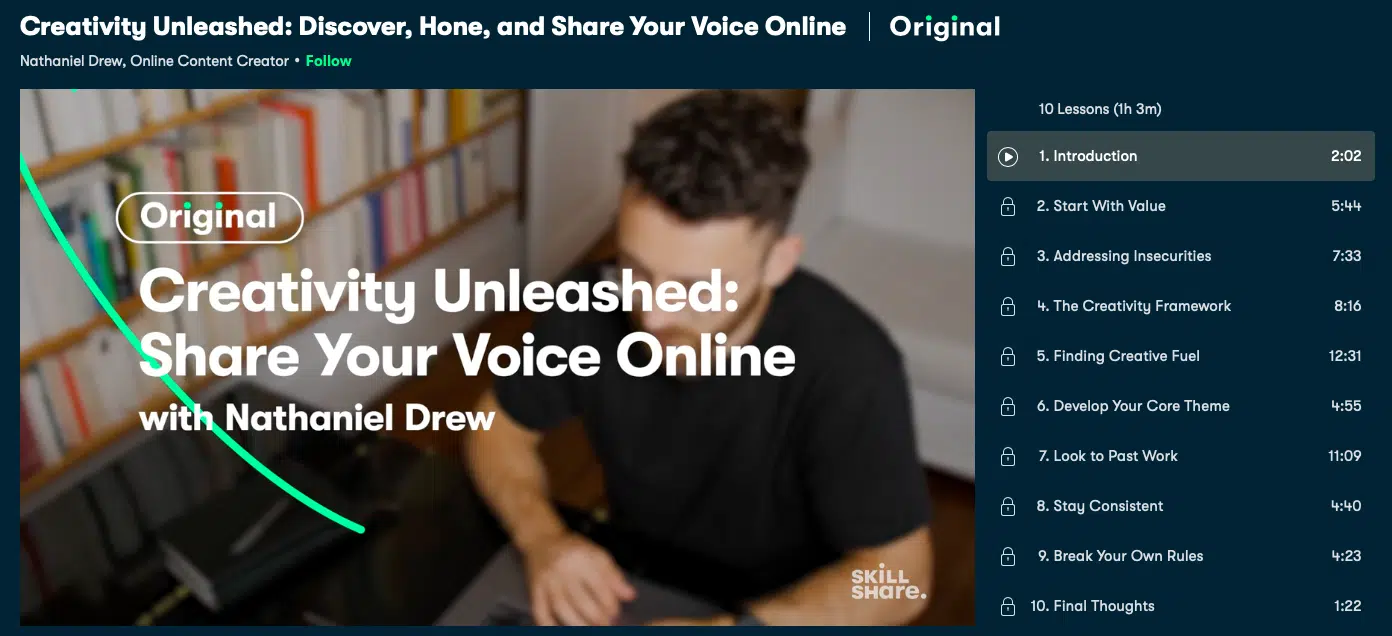 Creativity Unleashed: Discover, Hone, and Share Your Voice Online | Original
Nathaniel Drew, Online Content Creator • Follow
Original
Creativity Unleashed:
Share Your Voice Online
with Nathaniel Drew
SKILL
SHARE.
10 Lessons (1h 3m)
1. Introduction 2:02
2. Start With Value 5:44
3. Addressing Insecurities 7:33
4. The Creativity Framework 8:16
5. Finding Creative Fuel 12:31
6. Develop Your Core Theme 4:55
7. Look to Past Work 11:09
8. Stay Consistent 4:40
9. Break Your Own Rules 4:23
10. Final Thoughts 1:22